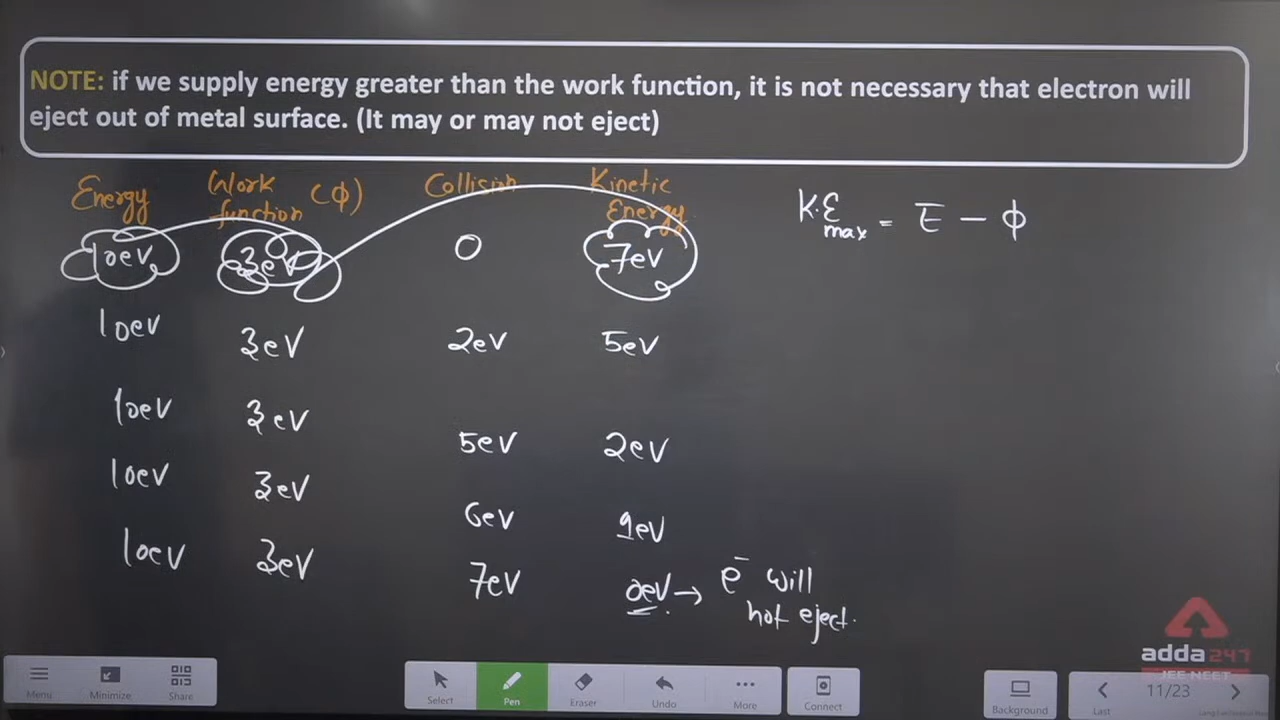 NOTE: if we supply energy greater than the work function, it is not necessary that electron will
eject out of metal surface. (It may or may not eject)
Energy Work function (φ) Collision Kinetic Energy
10eV 3eV 0 7eV
K.E max = E - φ
10eV 3eV 2eV 5eV
10eV 3eV 5eV 2eV
10eV 3eV 6eV 1eV
10eV 3eV 7eV 0eV → e⁻ will
not eject.
adda 247
JEE NEET
Menu Minimize Share Select Pen Eraser Undo More Connect Background Last 11/23